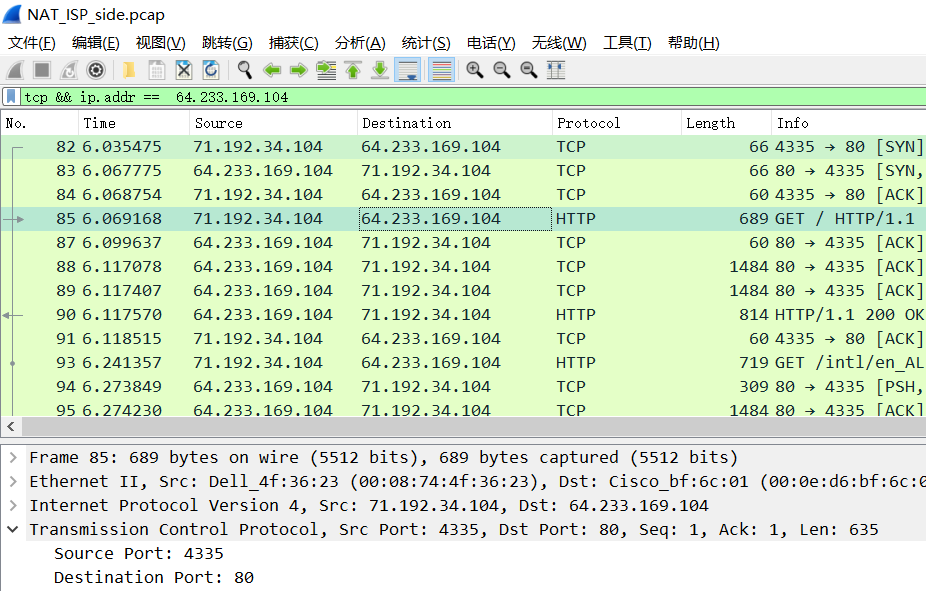 NAT_ISP_side.pcap
文件(F) 编辑(E) 视图(V) 跳转(G) 捕获(C) 分析(A) 统计(S) 电话(Y) 无线(W) 工具(T) 帮助(H)
tcp && ip.addr == 64.233.169.104
No. Time Source Destination Protocol Length Info
82 6.035475 71.192.34.104 64.233.169.104 TCP 66 4335 → 80 [SYN]
83 6.067775 64.233.169.104 71.192.34.104 TCP 66 80 → 4335 [SYN,
84 6.068754 71.192.34.104 64.233.169.104 TCP 60 4335 → 80 [ACK]
85 6.069168 71.192.34.104 64.233.169.104 HTTP 689 GET / HTTP/1.1
87 6.099637 64.233.169.104 71.192.34.104 TCP 60 80 → 4335 [ACK]
88 6.117078 64.233.169.104 71.192.34.104 TCP 1484 80 → 4335 [ACK]
89 6.117407 64.233.169.104 71.192.34.104 TCP 1484 80 → 4335 [ACK]
90 6.117570 64.233.169.104 71.192.34.104 HTTP 814 HTTP/1.1 200 OK
91 6.118515 71.192.34.104 64.233.169.104 TCP 60 4335 → 80 [ACK]
93 6.241357 71.192.34.104 64.233.169.104 HTTP 719 GET /intl/en_AL
94 6.273849 64.233.169.104 71.192.34.104 TCP 309 80 → 4335 [PSH,
95 6.274230 64.233.169.104 71.192.34.104 TCP 1484 80 → 4335 [ACK]
Frame 85: 689 bytes on wire (5512 bits), 689 bytes captured (5512 bits)
Ethernet II, Src: Dell_4f:36:23 (00:08:74:4f:36:23), Dst: Cisco_bf:6c:01 (00:0e:d6:bf:6c:0
Internet Protocol Version 4, Src: 71.192.34.104, Dst: 64.233.169.104
Transmission Control Protocol, Src Port: 4335, Dst Port: 80, Seq: 1, Ack: 1, Len: 635
Source Port: 4335
Destination Port: 80